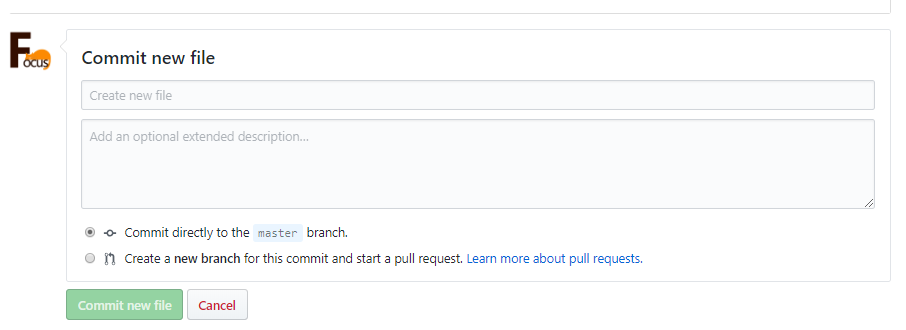 Focus
Commit new file
Create new file
Add an optional extended description...
Commit directly to the master branch.
Create a new branch for this commit and start a pull request. Learn more about pull requests.
Commit new file
Cancel